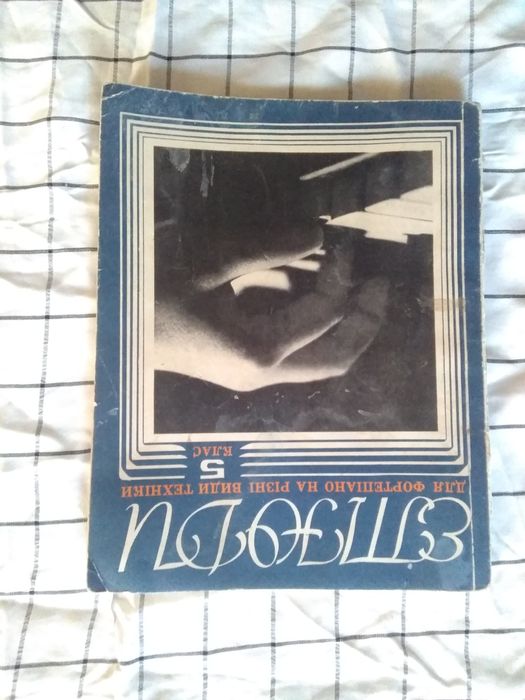 ЕТЮДИ
ДЛЯ ФОРТЕПІАНО НА РІЗНІ ВИДИ ТЕХНІКИ
5
КЛАС